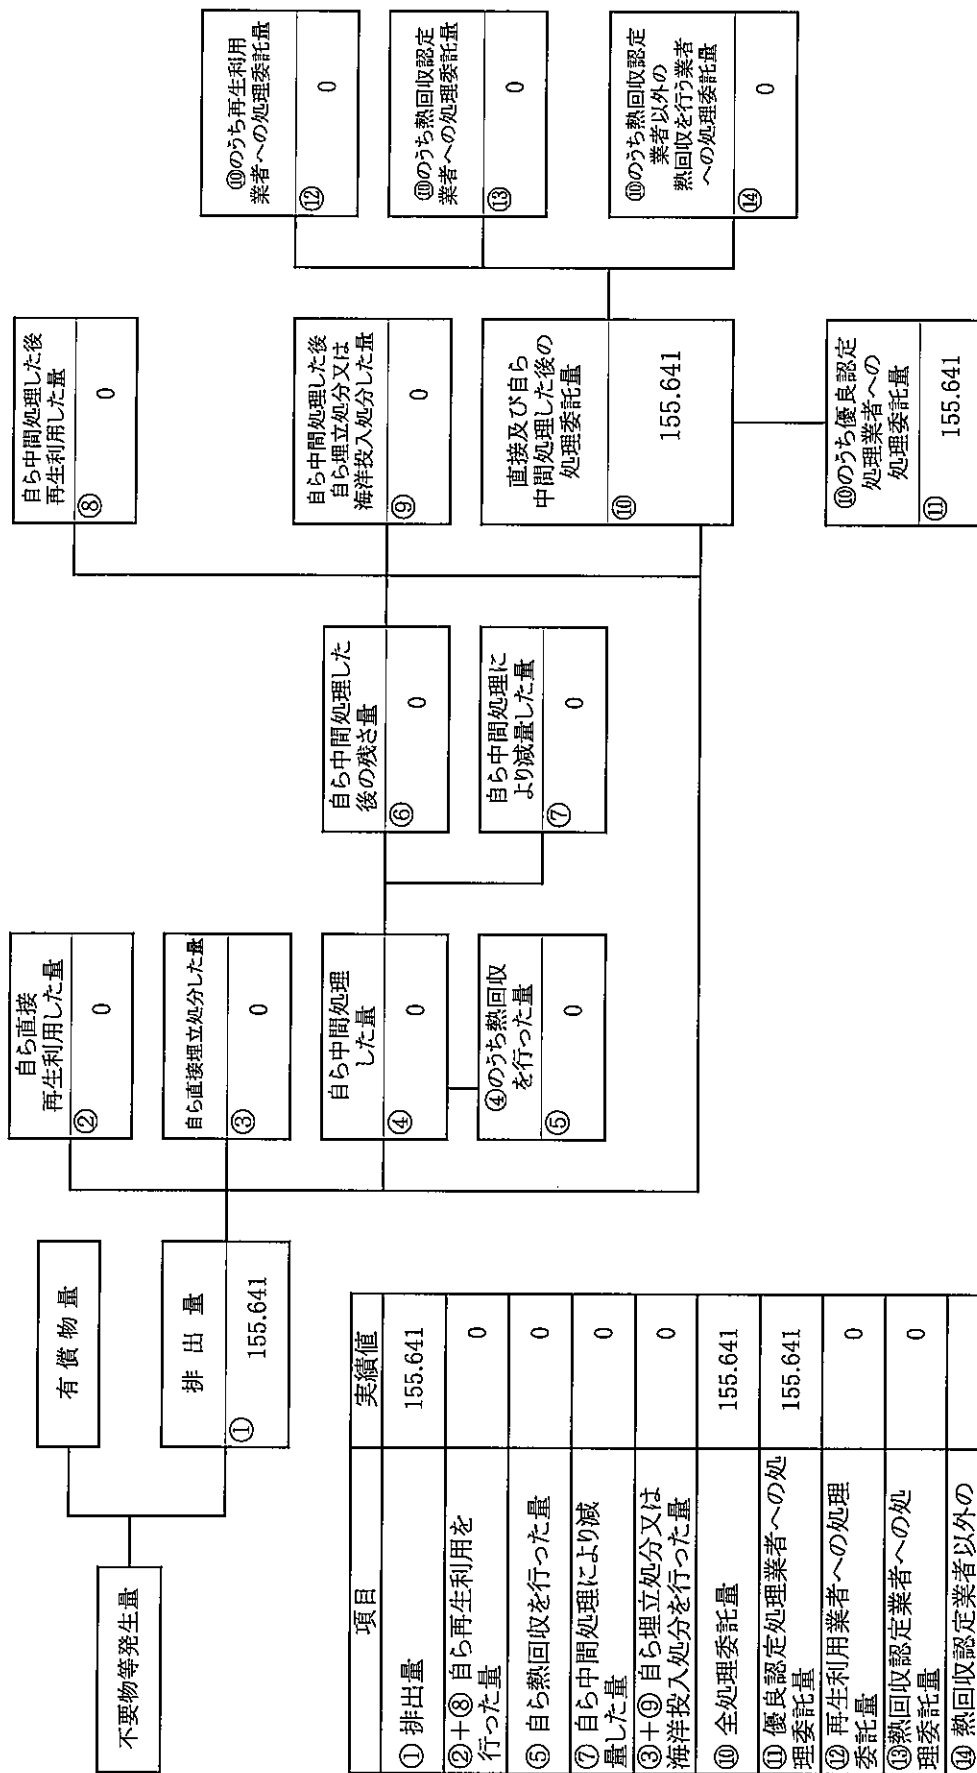 不要物等発生量
有償物量
排出量
①
155.641
自ら直接
再生利用した量
②
0
自ら直接埋立処分した量
③
0
自ら中間処理
した量
④
0
④のうち熱回収
を行った量
⑤
0
自ら中間処理した
後の残さ量
⑥
0
自ら中間処理に
より減量した量
⑦
0
自ら中間処理した後
再生利用した量
⑧
0
自ら中間処理した後
自ら埋立処分又は
海洋投入処分した量
⑨
0
直接及び自ら
中間処理した後の
処理委託量
⑩
155.641
⑩のうち優良認定
処理業者への
処理委託量
⑪
155.641
⑩のうち再生利用
業者への処理委託量
⑫
0
⑩のうち熱回収認定
業者への処理委託量
⑬
0
⑩のうち熱回収認定
業者以外の
熱回収を行う業者
への処理委託量
⑭
0
項目 実績値
① 排出量 155.641
②+⑧ 自ら再生利用を
行った量 0
⑤ 自ら熱回収を行った量 0
⑦ 自ら中間処理により減
量した量 0
③+⑨ 自ら埋立処分又は
海洋投入処分を行った量 0
⑩ 全処理委託量 155.641
⑪ 優良認定処理業者への処
理委託量 155.641
⑫ 再生利用業者への処理
委託量 0
⑬熱回収認定業者への処
理委託量 0
⑭ 熱回収認定業者以外の